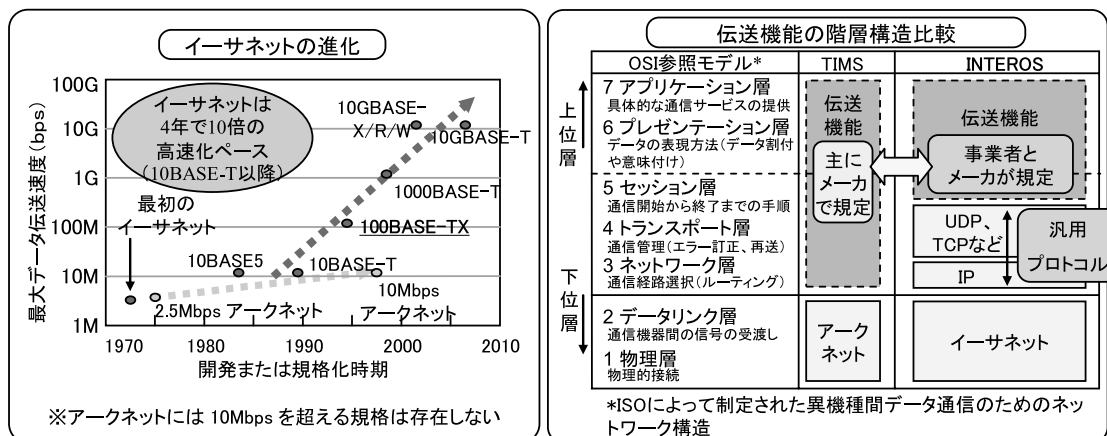 イーサネットの進化
最大データ伝送速度(bps)
100G
10G
1G
100M
10M
1M
イーサネットは
4年で10倍の
高速化ペース
(10BASE-T以降)
最初の
イーサネット
10GBASE-
X/R/W
10GBASE-T
1000BASE-T
100BASE-TX
10BASE5
10BASE-T
10Mbps
2.5Mbps アークネット
アークネット
1970
1980
1990
2000
2010
開発または規格化時期
※アークネットには 10Mbps を超える規格は存在しない
伝送機能の階層構造比較
OSI参照モデル*
TIMS
INTEROS
上位層
下位層
7 アプリケーション層
具体的な通信サービスの提供
6 プレゼンテーション層
データの表現方法(データ割付
や意味付け)
5 セッション層
通信開始から終了までの手順
4 トランスポート層
通信管理(エラー訂正、再送)
3 ネットワーク層
通信経路選択(ルーティング)
2 データリンク層
通信機器間の信号の受渡し
1 物理層
物理的接続
伝送
機能
主に
メーカ
で規定
アーク
ネット
伝送機能
事業者と
メーカが規定
UDP、
TCPなど
IP
汎用
プロトコル
イーサネット
*ISOによって制定された異機種間データ通信のためのネッ
トワーク構造